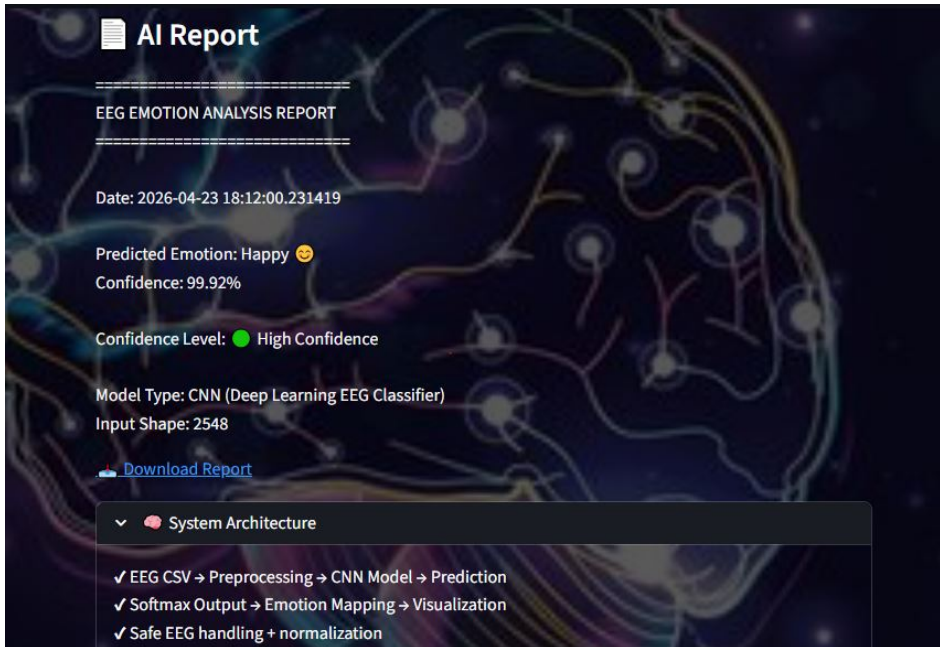 📄 AI Report
============================
EEG EMOTION ANALYSIS REPORT
============================
Date: 2026-04-23 18:12:00.231419
Predicted Emotion: Happy 😊
Confidence: 99.92%
Confidence Level: 🟢 High Confidence
Model Type: CNN (Deep Learning EEG Classifier)
Input Shape: 2548
📥 Download Report
🧠 System Architecture
✔ EEG CSV → Preprocessing → CNN Model → Prediction
✔ Softmax Output → Emotion Mapping → Visualization
✔ Safe EEG handling + normalization